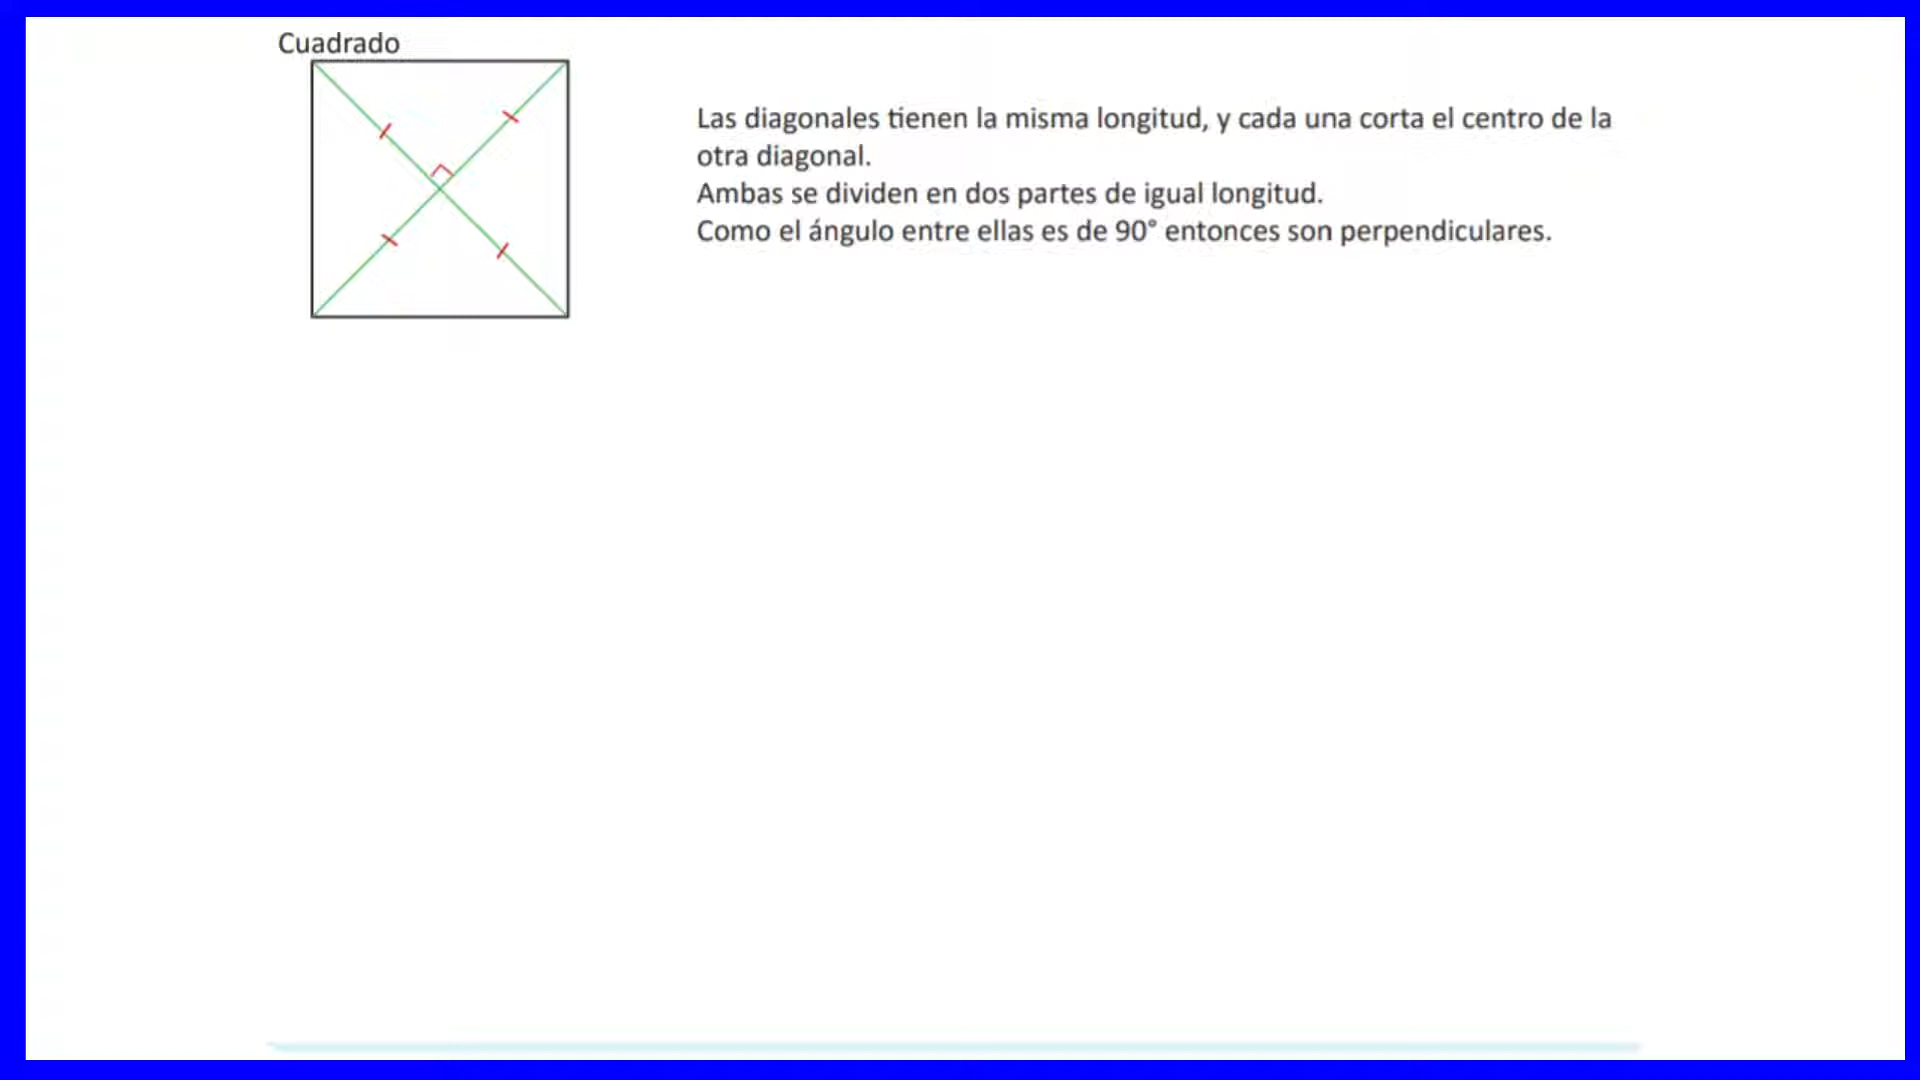 Cuadrado
Las diagonales tienen la misma longitud, y cada una corta el centro de la
otra diagonal.
Ambas se dividen en dos partes de igual longitud.
Como el ángulo entre ellas es de 90° entonces son perpendiculares.